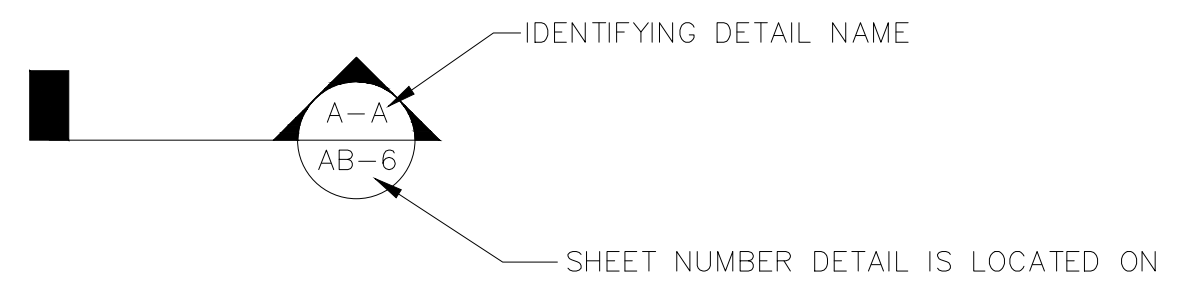 IDENTIFYING DETAIL NAME
A-A
AB-6
SHEET NUMBER DETAIL IS LOCATED ON